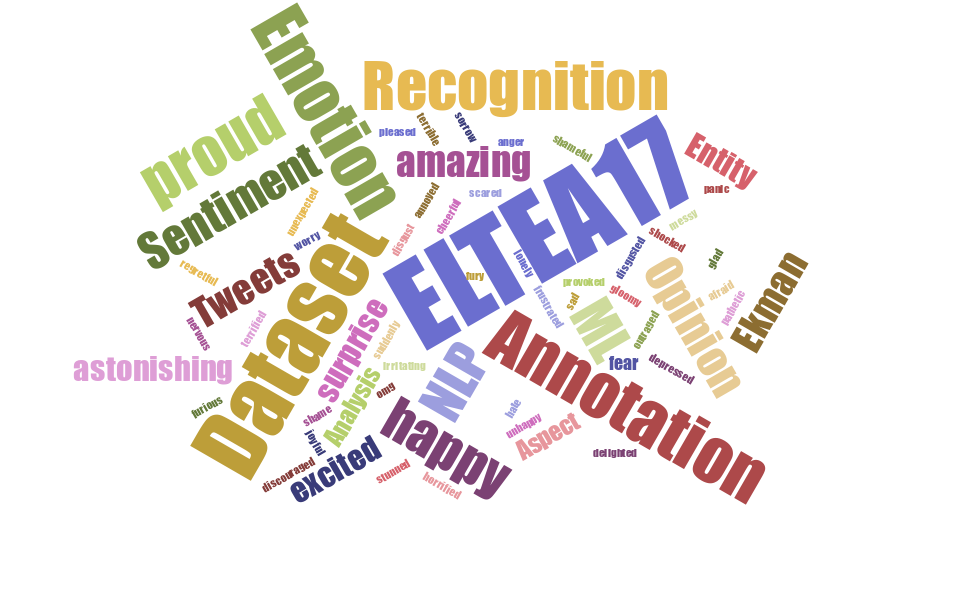 Emotion
Recognition
proud
pleased
terrible
sorrow
anger
shameful
Entity
Sentiment
amazing
ELTEA17
panic
unexpected
annoyed
scared
cheerful
messy
worry
disgust
shocked
Dataset
lonely
disgusted
glad
regretful
Tweets
fury
provoked
opinion
Ekman
nervous
terrified
surprise
frustrated
sad
gloomy
afraid
pathetic
suddenly
ML
ouraged
astonishing
Analysis
irritating
NLP
Annotation
fear
depressed
furious
shame
omg
happy
hate
unhappy
Aspect
joyful
delighted
discouraged
excited
stunned
horrified